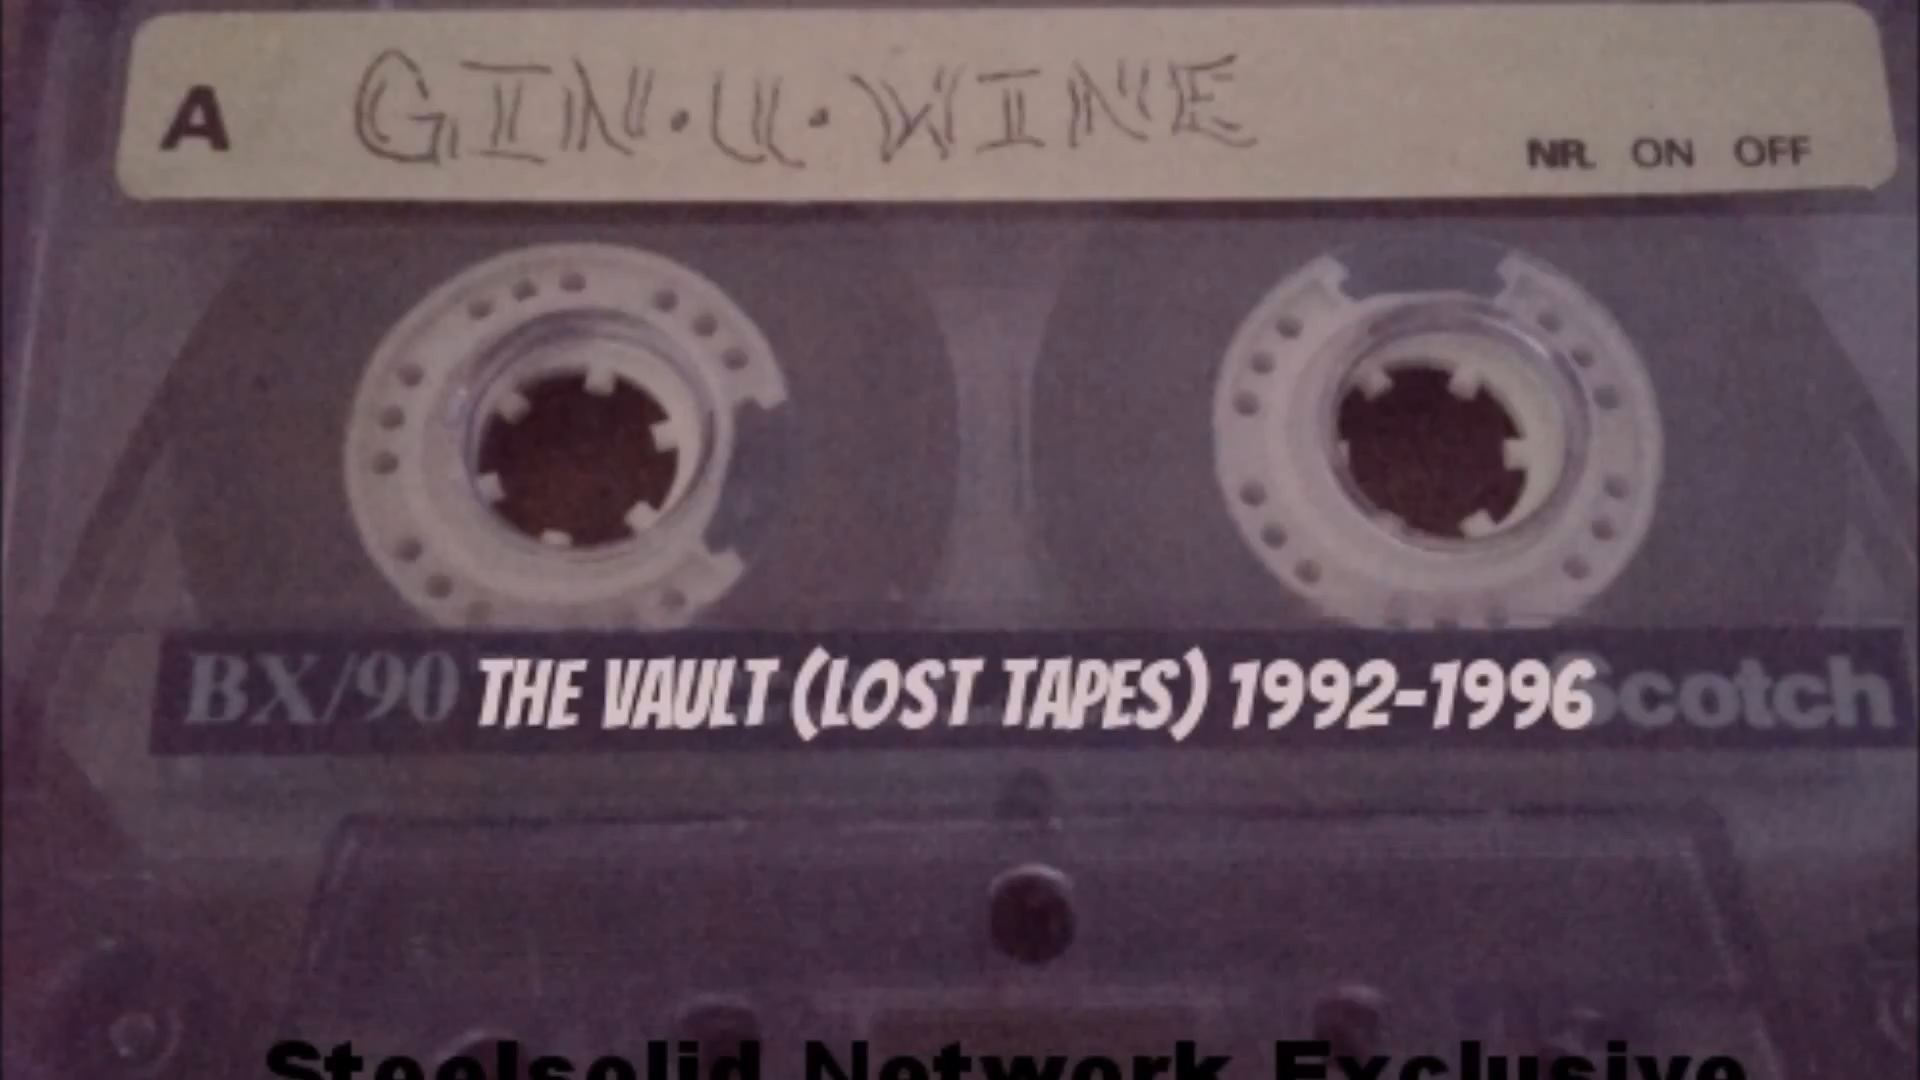 A GIN·U·WINE
NR. ON OFF
BX/90 THE VAULT (LOST TAPES) 1992-1996 Scotch
Steelsolid Network Exclusive